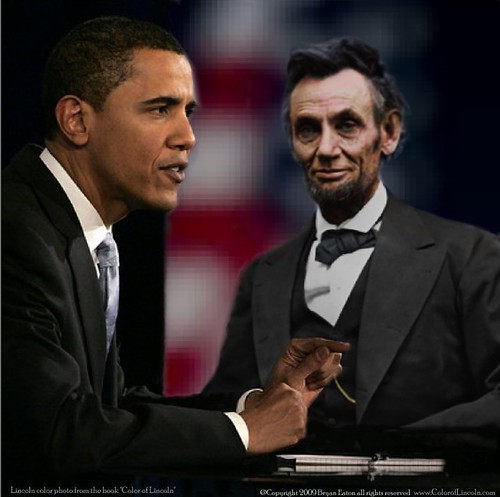 Lincoln color photo from the book "Color of Lincoln"
©Copyright 2009 Bryan Eaton all rights reserved www.ColorofLincoln.com